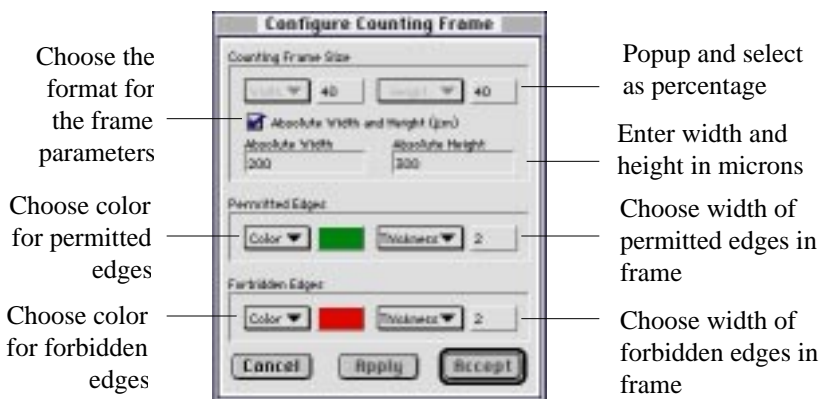 Configure Counting Frame
Choose the
format for
the frame
parameters
Counting Frame Size
Width 40 Height 40
Absolute Width and Height (µm)
Absolute Width Absolute Height
200 300
Popup and select
as percentage
Enter width and
height in microns
Choose color
for permitted
edges
Permitted Edges
Color Thickness 2
Choose width of
permitted edges in
frame
Choose color
for forbidden
edges
Forbidden Edges
Color Thickness 2
Choose width of
forbidden edges in
frame
Cancel Apply Accept